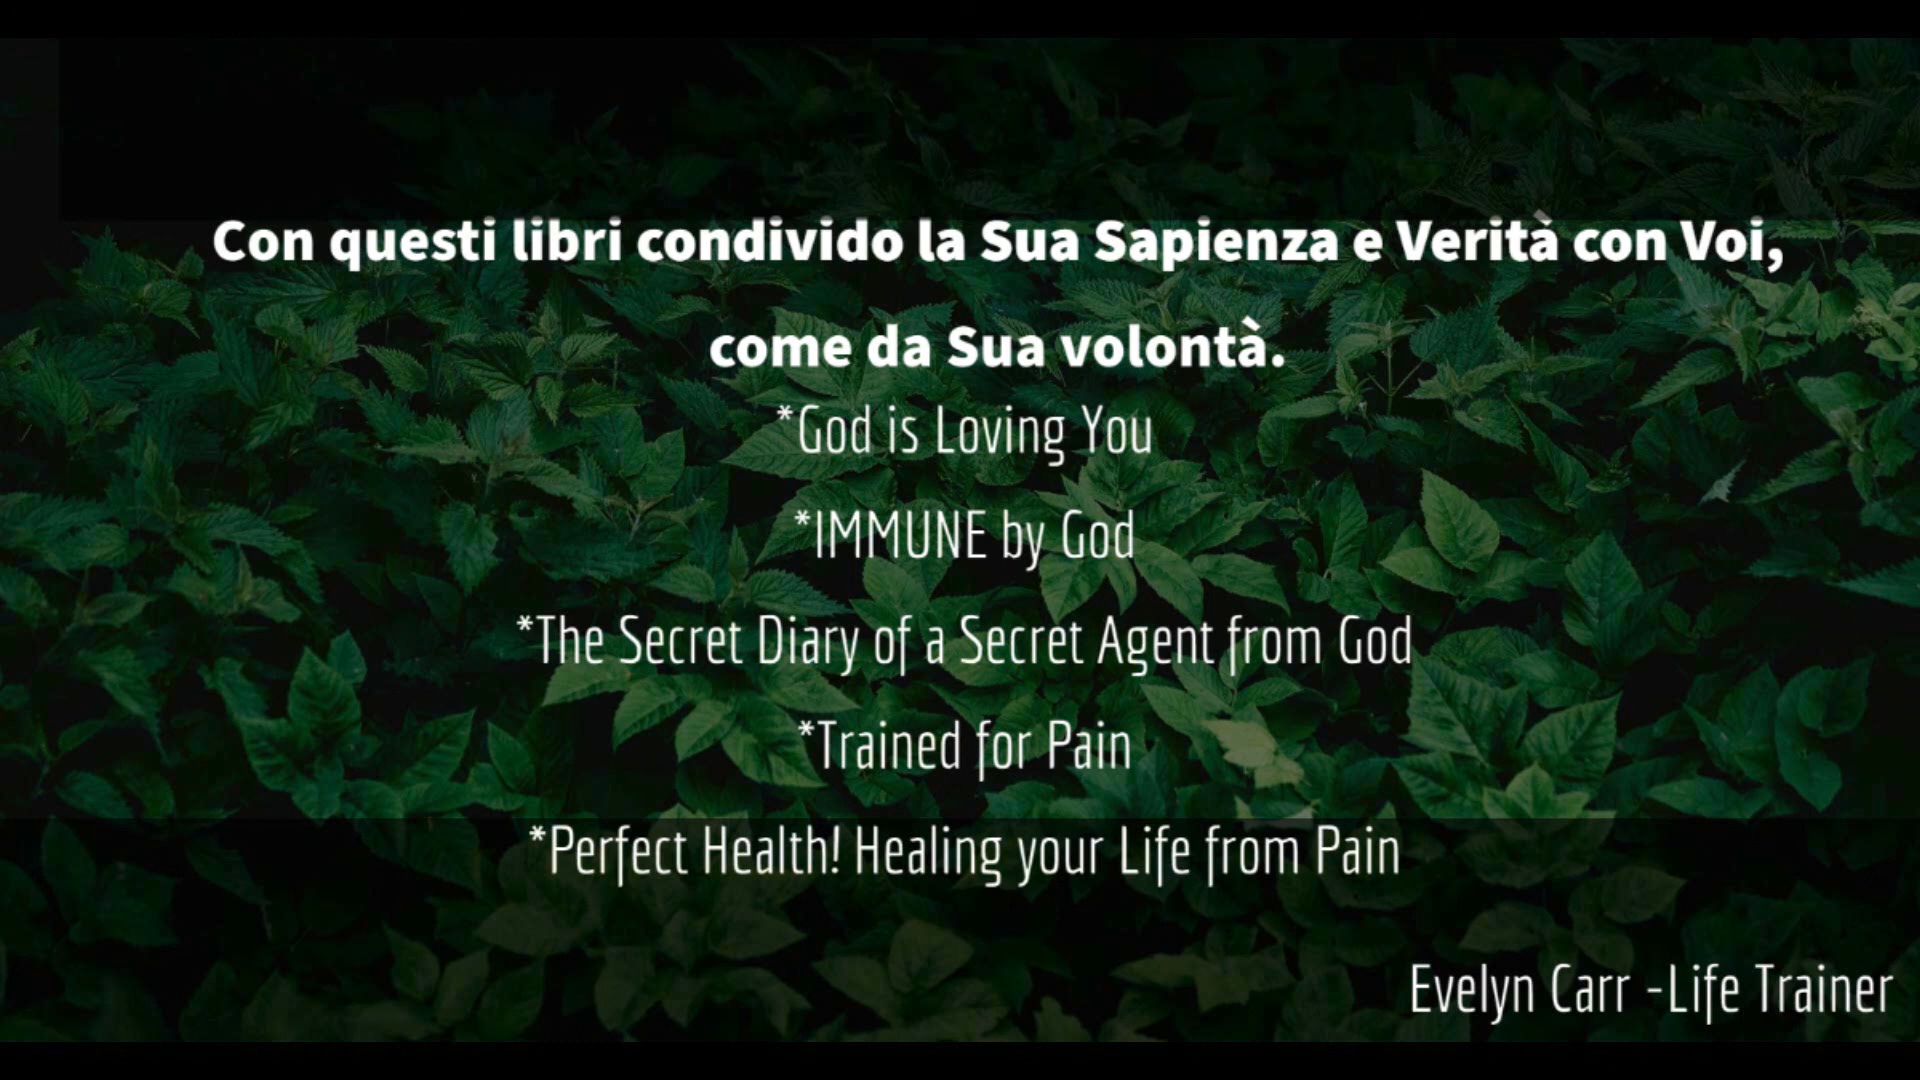 Con questi libri condivido la Sua Sapienza e Verità con Voi,
come da Sua volontà.
*God is Loving You
*IMMUNE by God
*The Secret Diary of a Secret Agent from God
*Trained for Pain
*Perfect Health! Healing your Life from Pain
Evelyn Carr -Life Trainer